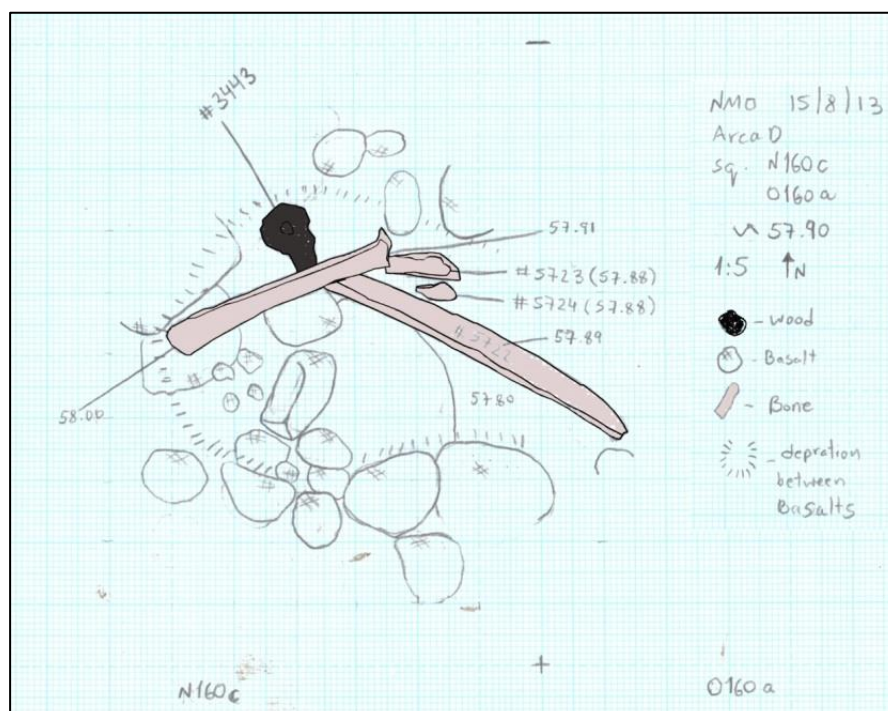 #3443
NMO 15/8/13
Area D
sq. N160c
O160a
57.90
1:5 ↑N
- wood
- Basalt
- Bone
- depration
between
Basalts
57.91
#5723 (57.88)
#5724 (57.88)
#5722
57.89
57.80
58.00
N160c
O160a